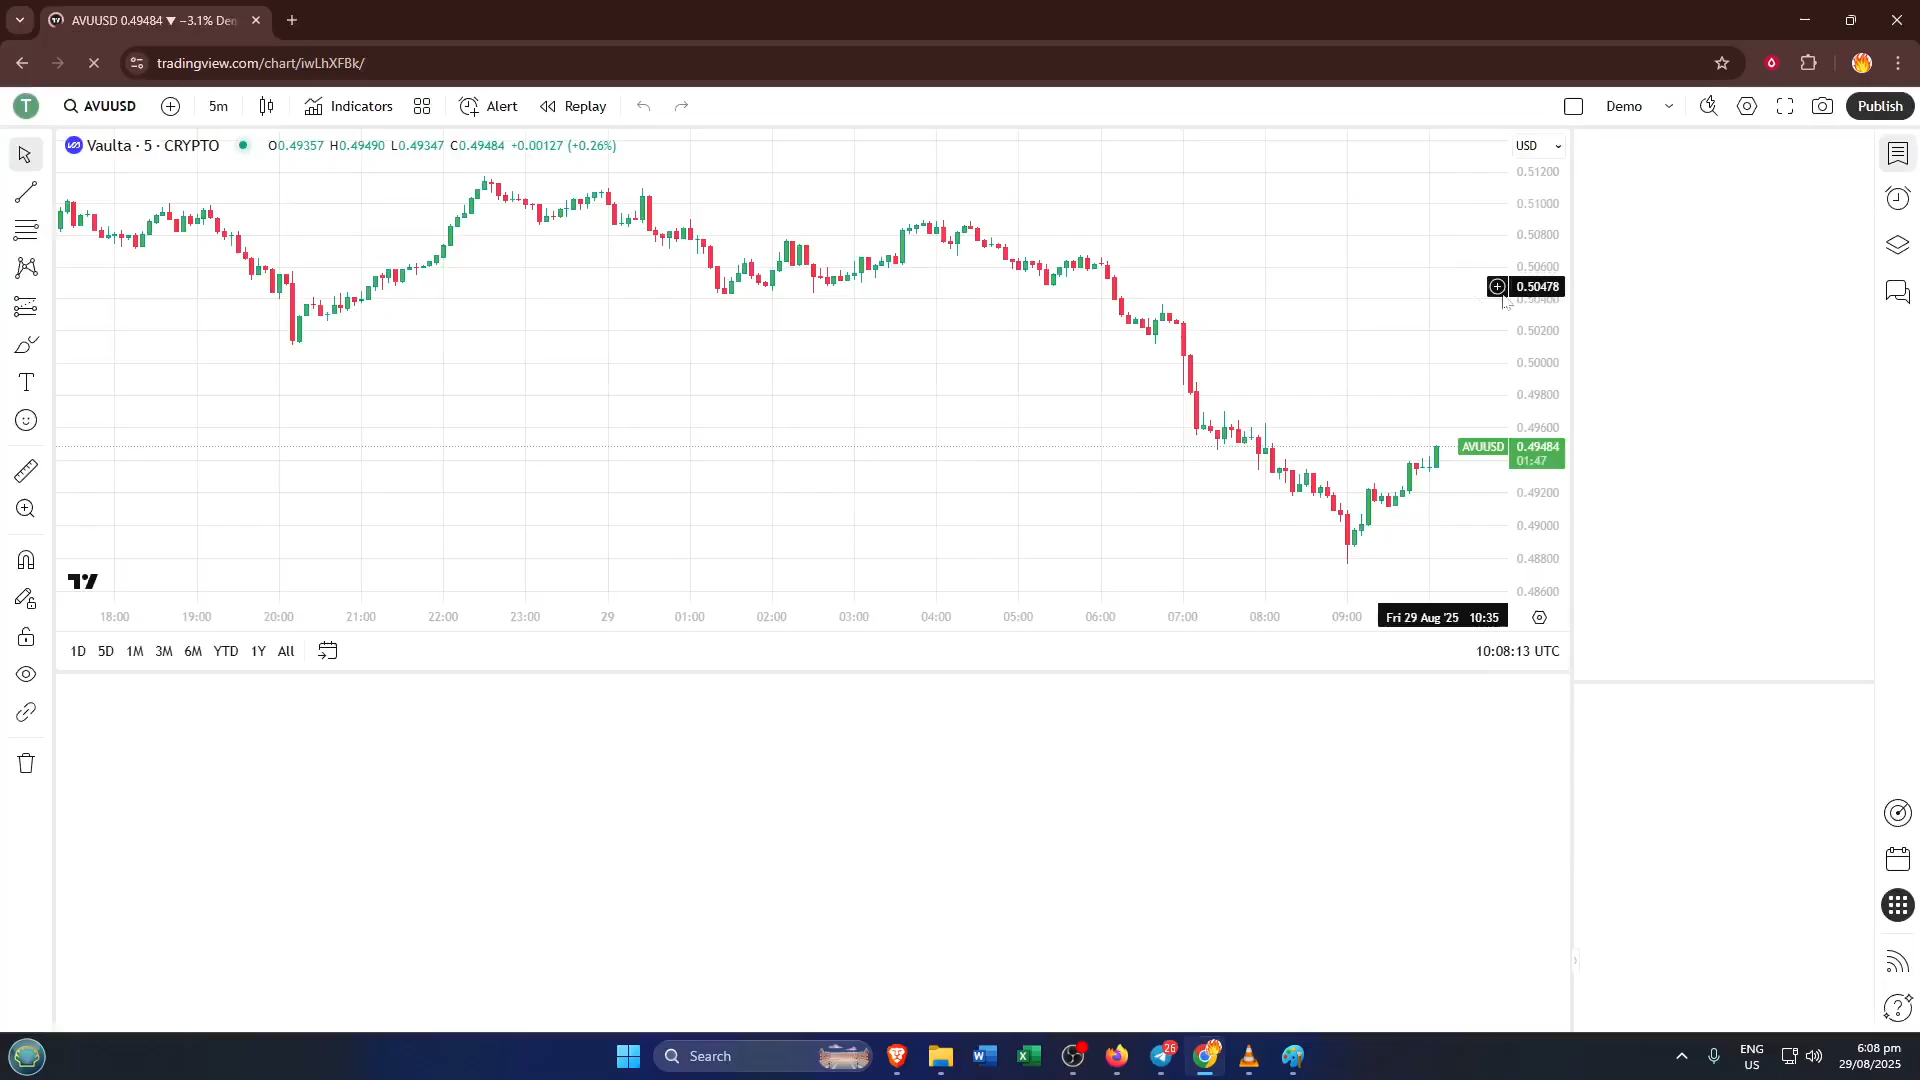 AVUUSD 0.49484 ▼ −3.1% Den
tradingview.com/chart/iwLhXFBk/
T
AVUUSD
5m
Indicators
Alert
Replay
Demo
Publish
Vaulta · 5 · CRYPTO
O0.49357 H0.49490 L0.49347 C0.49484 +0.00127 (+0.26%)
USD
0.51200
0.51000
0.50800
0.50600
0.50478
0.50400
0.50200
0.50000
0.49800
0.49600
AVUUSD 0.49484
01:47
0.49200
0.49000
0.48800
0.48600
18:00 19:00 20:00 21:00 22:00 23:00 29 01:00 02:00 03:00 04:00 05:00 06:00 07:00 08:00 09:00 Fri 29 Aug '25 10:35
1D 5D 1M 3M 6M YTD 1Y All
10:08:13 UTC
Search
26
ENG
US
6:08 pm
29/08/2025